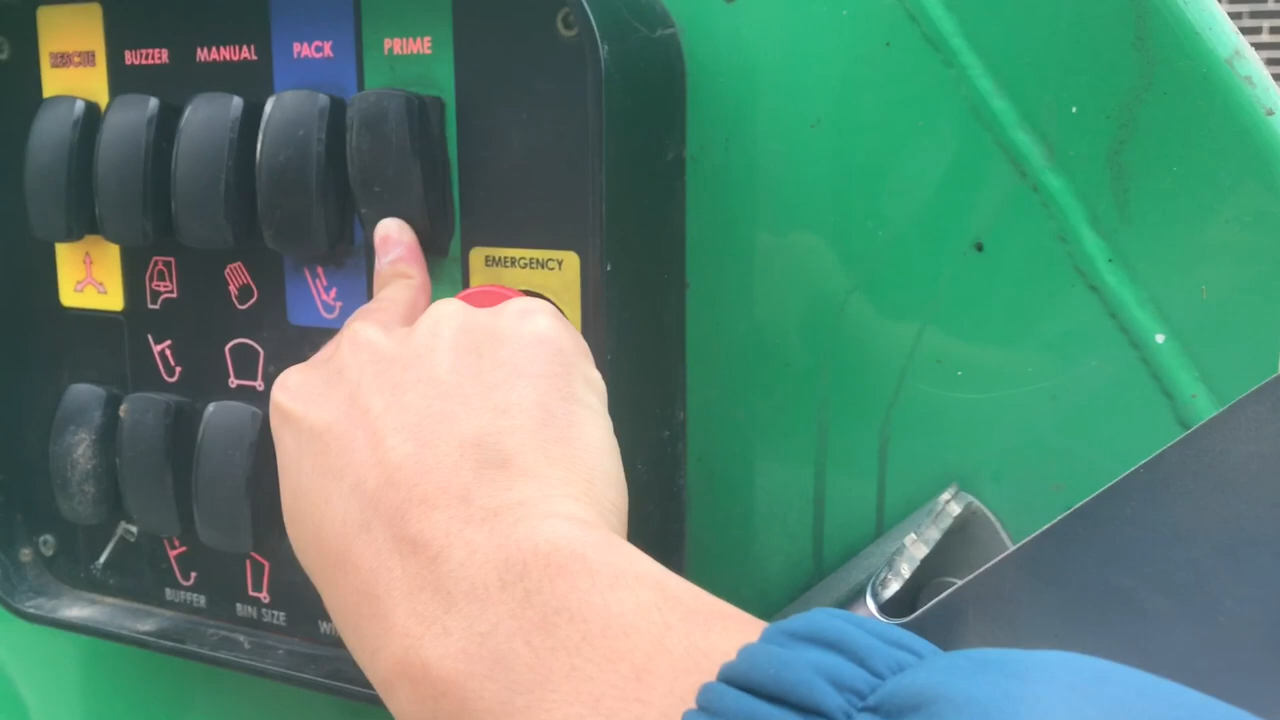 RESCUE
BUZZER
MANUAL
PACK
PRIME
EMERGENCY
BUFFER
BIN SIZE